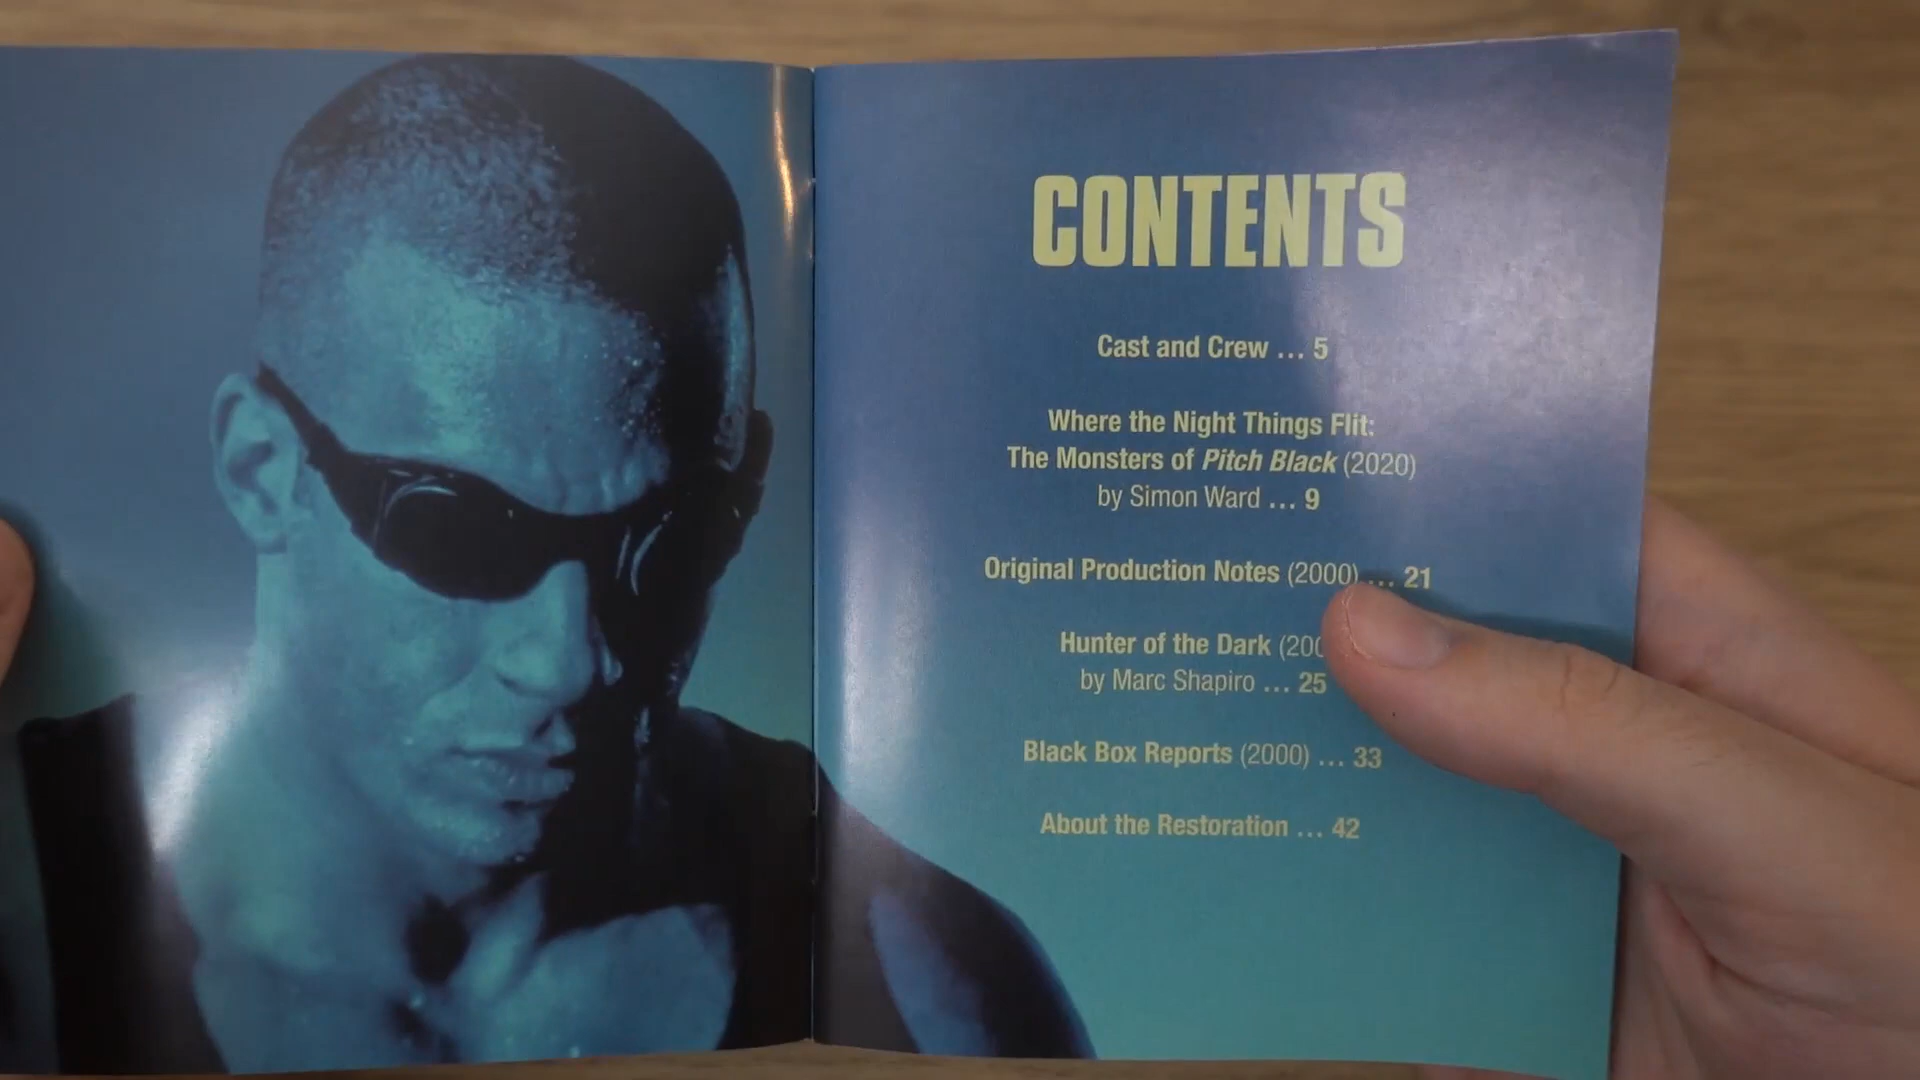 CONTENTS
Cast and Crew ... 5
Where the Night Things Flit:
The Monsters of Pitch Black (2020)
by Simon Ward ... 9
Original Production Notes (2000) ... 21
Hunter of the Dark
by Marc Shapiro ... 25
Black Box Reports (2000) ... 33
About the Restoration ... 42